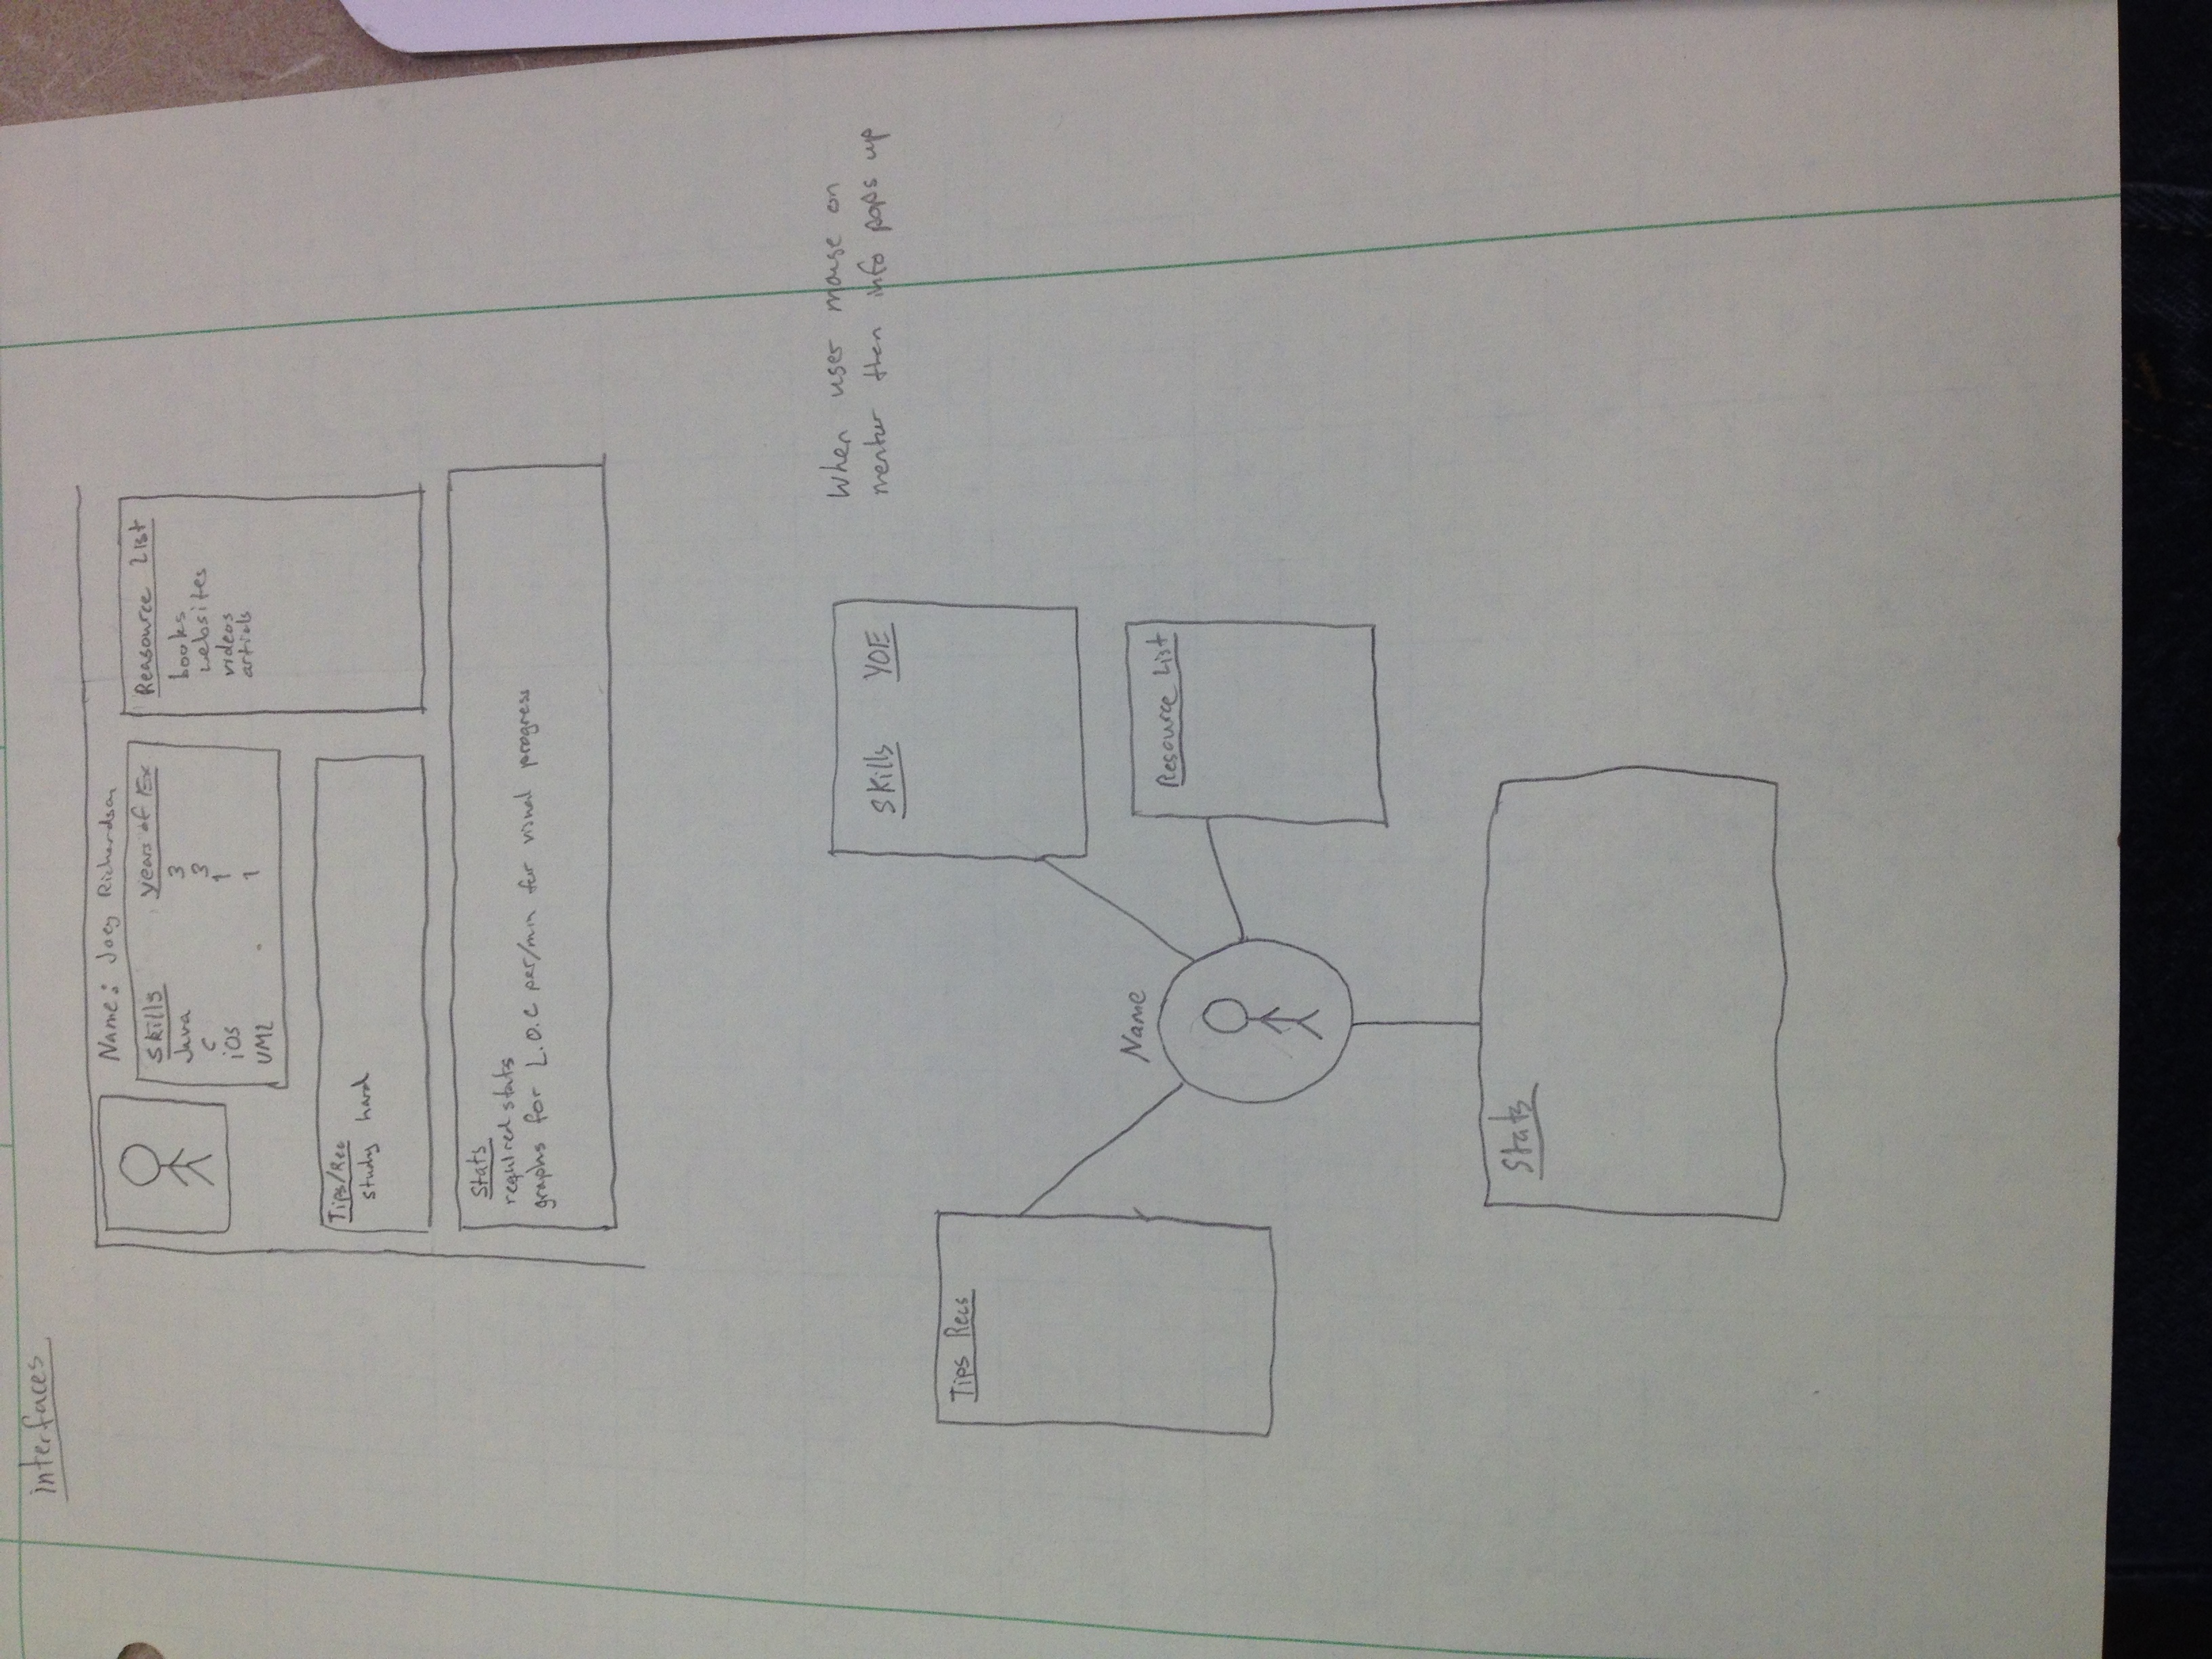 interfaces
Name: Joey Richardson
Skills years of Ex
Java 3
C 3
iOS 1
UML 1
Reasource List
books
websites
videos
articls
Tips/Rec
study hard
Stats
required stats
graphs for L.O.C per/min for visual progress
When user mouse on
mentor then info pops up
Skills YOE
Tips Recs
Name
Resource List
Stats